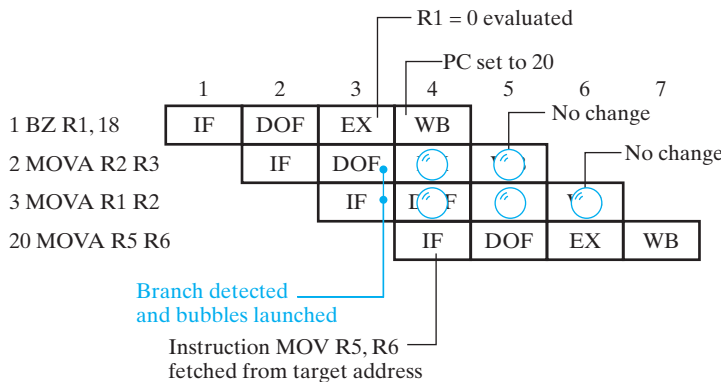 R1 = 0 evaluated
PC set to 20
1 2 3 4 5 6 7
No change
1 BZ R1, 18 IF DOF EX WB
No change
2 MOVA R2 R3 IF DOF
3 MOVA R1 R2 IF
20 MOVA R5 R6 IF DOF EX WB
Branch detected
and bubbles launched
Instruction MOV R5, R6
fetched from target address